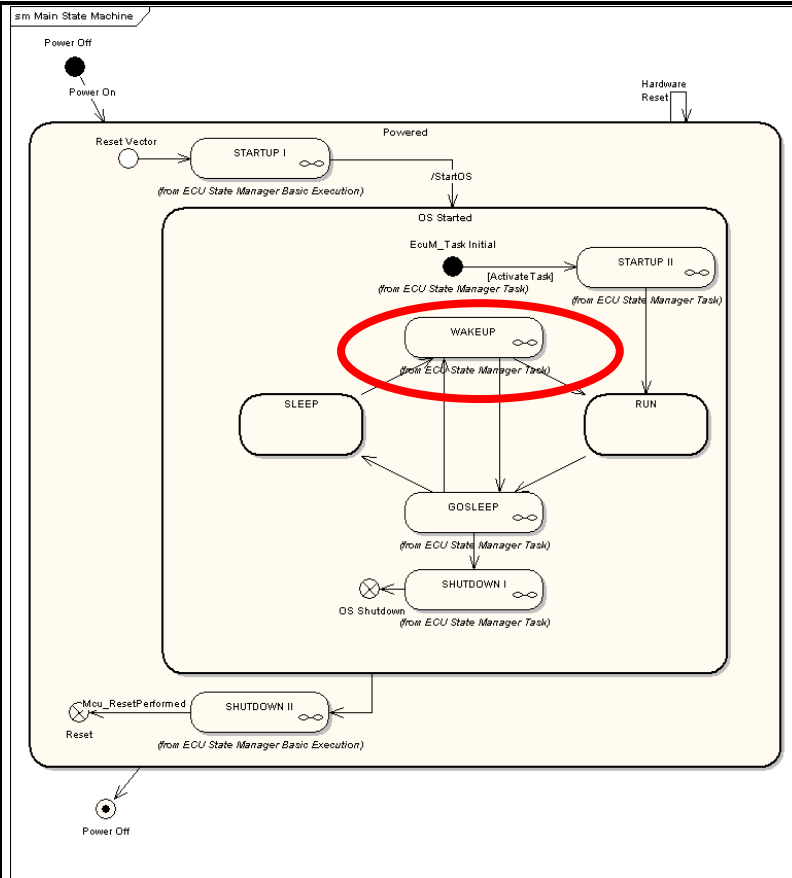 sm Main State Machine
Power Off
Power On
Hardware
Reset
Powered
Reset Vector
STARTUP I
(from ECU State Manager Basic Execution)
/StartOS
OS Started
EcuM_Task Initial
[ActivateTask]
(from ECU State Manager Task)
STARTUP II
(from ECU State Manager Task)
WAKEUP
(from ECU State Manager Task)
SLEEP
RUN
GOSLEEP
(from ECU State Manager Task)
SHUTDOWN I
OS Shutdown
(from ECU State Manager Task)
Mcu_ResetPerformed
SHUTDOWN II
Reset
(from ECU State Manager Basic Execution)
Power Off